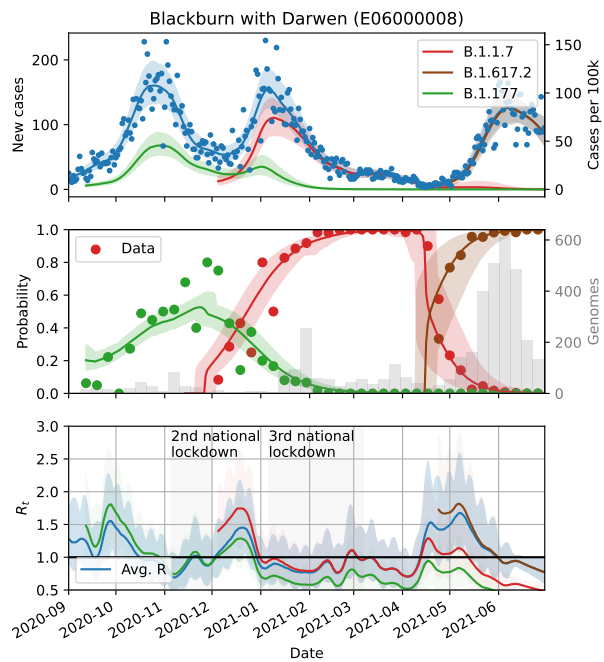 Blackburn with Darwen (E06000008)
New cases
200
100
0
B.1.1.7
B.1.617.2
B.1.177
150
100
50
0
Cases per 100k
Probability
1.0
0.8
0.6
0.4
0.2
0.0
Data
600
400
200
0
Genomes
R_t
3.0
2.5
2.0
1.5
1.0
0.5
2nd national
lockdown
3rd national
lockdown
Avg. R
2020-09
2020-10
2020-11
2020-12
2021-01
2021-02
2021-03
2021-04
2021-05
2021-06
Date